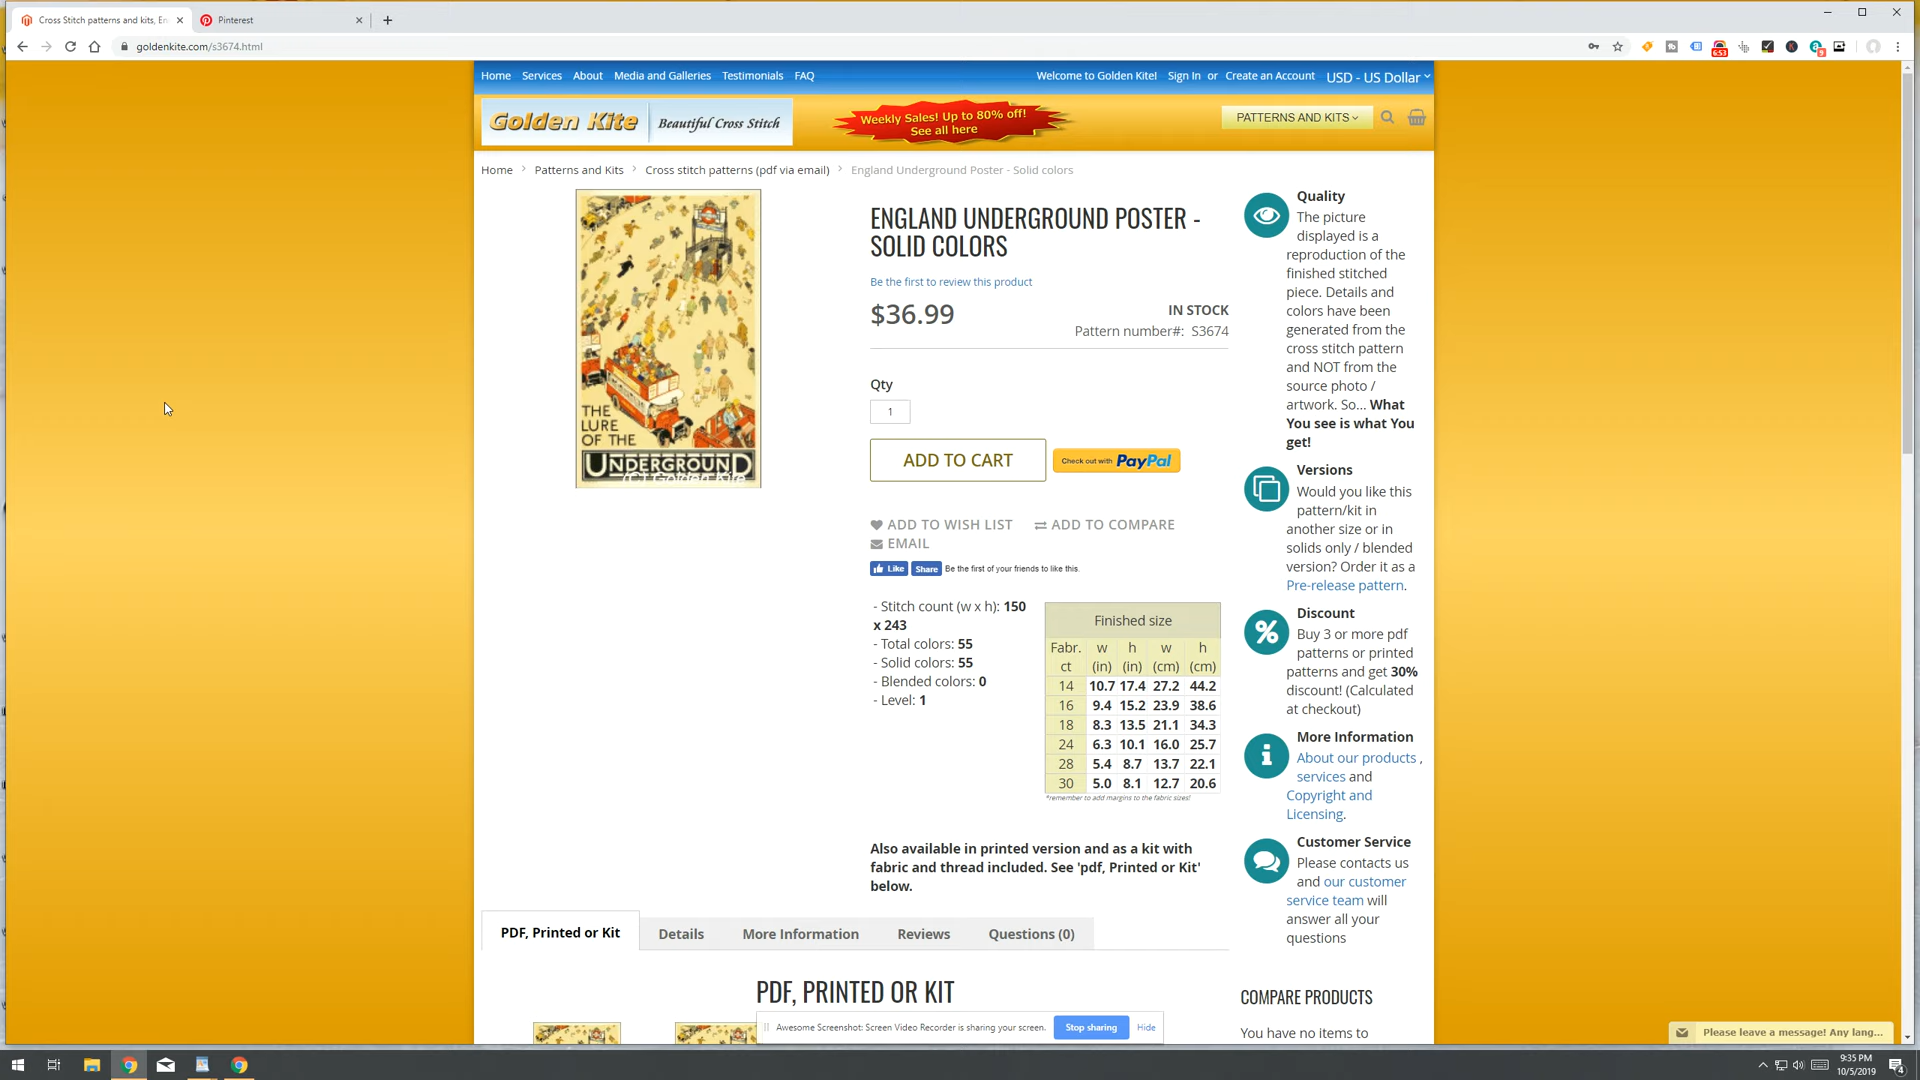 Cross Stitch patterns and kits, En
Pinterest
goldenkite.com/s3674.html
653
9
Home Services About Media and Galleries Testimonials FAQ
Welcome to Golden Kite! Sign In or Create an Account USD - US Dollar
Golden Kite Beautiful Cross Stitch
Weekly Sales! Up to 80% off!
See all here
PATTERNS AND KITS
Home > Patterns and Kits > Cross stitch patterns (pdf via email) > England Underground Poster - Solid colors
THE
LURE
OF THE
UNDERGROUND
(C) Golden Kite
ENGLAND UNDERGROUND POSTER -
SOLID COLORS
Be the first to review this product
$36.99
IN STOCK
Pattern number#: S3674
Qty
1
ADD TO CART
Check out with PayPal
ADD TO WISH LIST
ADD TO COMPARE
EMAIL
Like Share Be the first of your friends to like this.
- Stitch count (w x h): 150
x 243
- Total colors: 55
- Solid colors: 55
- Blended colors: 0
- Level: 1
Finished size
Fabr. w h w h
ct (in) (in) (cm) (cm)
14 10.7 17.4 27.2 44.2
16 9.4 15.2 23.9 38.6
18 8.3 13.5 21.1 34.3
24 6.3 10.1 16.0 25.7
28 5.4 8.7 13.7 22.1
30 5.0 8.1 12.7 20.6
*remember to add margins to the fabric sizes!
Also available in printed version and as a kit with
fabric and thread included. See 'pdf, Printed or Kit'
below.
Quality
The picture
displayed is a
reproduction of the
finished stitched
piece. Details and
colors have been
generated from the
cross stitch pattern
and NOT from the
source photo /
artwork. So... What
You see is what You
get!
Versions
Would you like this
pattern/kit in
another size or in
solids only / blended
version? Order it as a
Pre-release pattern.
Discount
Buy 3 or more pdf
patterns or printed
patterns and get 30%
discount! (Calculated
at checkout)
More Information
About our products ,
services and
Copyright and
Licensing.
Customer Service
Please contacts us
and our customer
service team will
answer all your
questions
PDF, Printed or Kit
Details
More Information
Reviews
Questions (0)
PDF, PRINTED OR KIT
COMPARE PRODUCTS
You have no items to
Awesome Screenshot: Screen Video Recorder is sharing your screen. Stop sharing Hide
Please leave a message! Any lang...
9:35 PM
10/5/2019
4